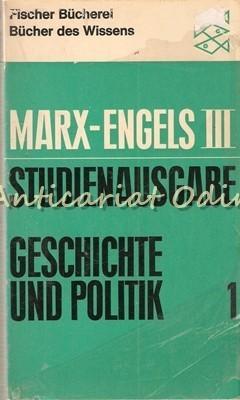 Fischer Bücherei
Bücher des Wissens
MARX-ENGELS III
STUDIENAUSGABE
Anticariat Odin
GESCHICHTE
UND POLITIK 1